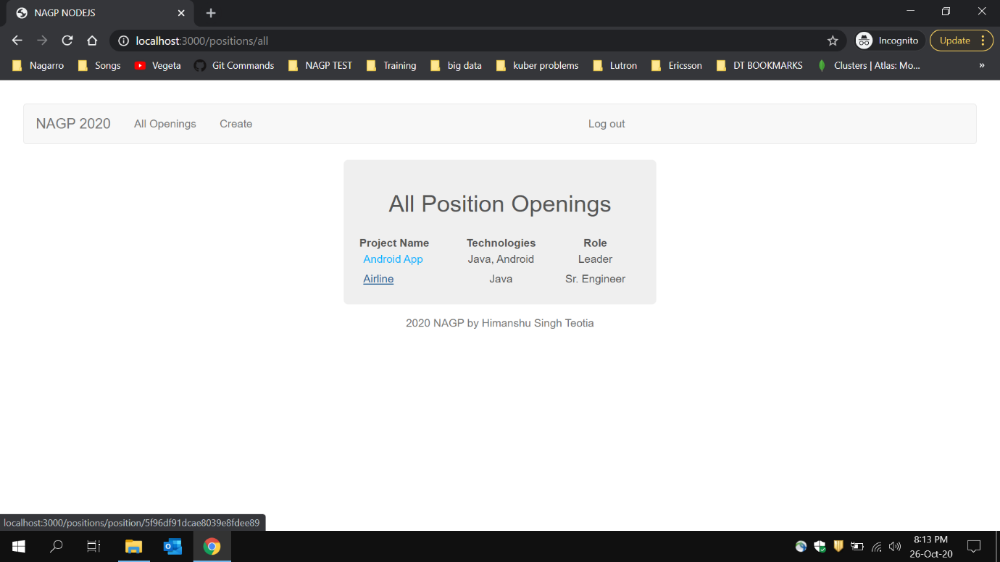 NAGP NODEJS
localhost:3000/positions/all
Incognito
Update
Nagarro Songs Vegeta Git Commands NAGP TEST Training big data kuber problems Lutron Ericsson DT BOOKMARKS Clusters | Atlas: Mo... »
NAGP 2020 All Openings Create Log out
All Position Openings
Project Name Technologies Role
Android App Java, Android Leader
Airline Java Sr. Engineer
2020 NAGP by Himanshu Singh Teotia
localhost:3000/positions/position/5f96df91dcae8039e8fdee89
8:13 PM
26-Oct-20